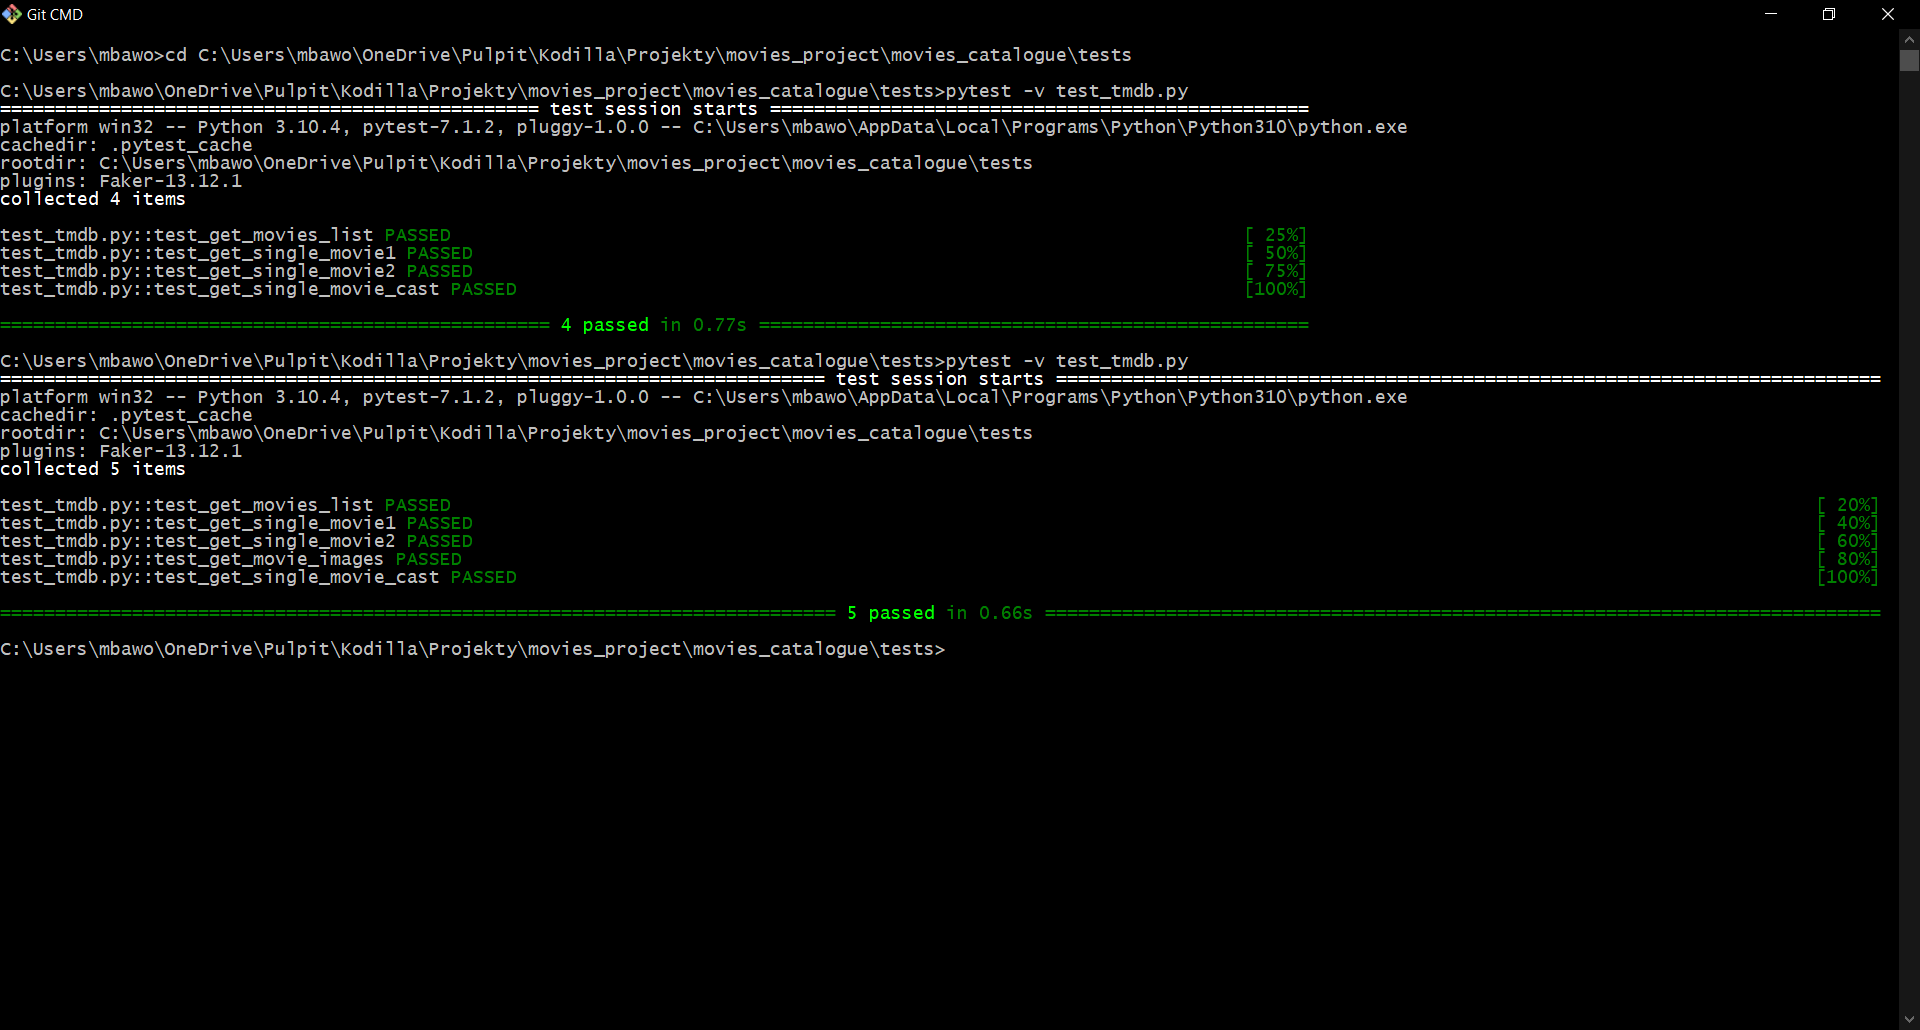 Git CMD
C:\Users\mbawo>cd C:\Users\mbawo\OneDrive\Pulpit\Kodilla\Projekty\movies_project\movies_catalogue\tests
C:\Users\mbawo\OneDrive\Pulpit\Kodilla\Projekty\movies_project\movies_catalogue\tests>pytest -v test_tmdb.py
================================================= test session starts =================================================
platform win32 -- Python 3.10.4, pytest-7.1.2, pluggy-1.0.0 -- C:\Users\mbawo\AppData\Local\Programs\Python\Python310\python.exe
cachedir: .pytest_cache
rootdir: C:\Users\mbawo\OneDrive\Pulpit\Kodilla\Projekty\movies_project\movies_catalogue\tests
plugins: Faker-13.12.1
collected 4 items
test_tmdb.py::test_get_movies_list PASSED [ 25%]
test_tmdb.py::test_get_single_movie1 PASSED [ 50%]
test_tmdb.py::test_get_single_movie2 PASSED [ 75%]
test_tmdb.py::test_get_single_movie_cast PASSED [100%]
================================================== 4 passed in 0.77s ==================================================
C:\Users\mbawo\OneDrive\Pulpit\Kodilla\Projekty\movies_project\movies_catalogue\tests>pytest -v test_tmdb.py
=========================================================================== test session starts ===========================================================================
platform win32 -- Python 3.10.4, pytest-7.1.2, pluggy-1.0.0 -- C:\Users\mbawo\AppData\Local\Programs\Python\Python310\python.exe
cachedir: .pytest_cache
rootdir: C:\Users\mbawo\OneDrive\Pulpit\Kodilla\Projekty\movies_project\movies_catalogue\tests
plugins: Faker-13.12.1
collected 5 items
test_tmdb.py::test_get_movies_list PASSED [ 20%]
test_tmdb.py::test_get_single_movie1 PASSED [ 40%]
test_tmdb.py::test_get_single_movie2 PASSED [ 60%]
test_tmdb.py::test_get_movie_images PASSED [ 80%]
test_tmdb.py::test_get_single_movie_cast PASSED [100%]
============================================================================ 5 passed in 0.66s ============================================================================
C:\Users\mbawo\OneDrive\Pulpit\Kodilla\Projekty\movies_project\movies_catalogue\tests>